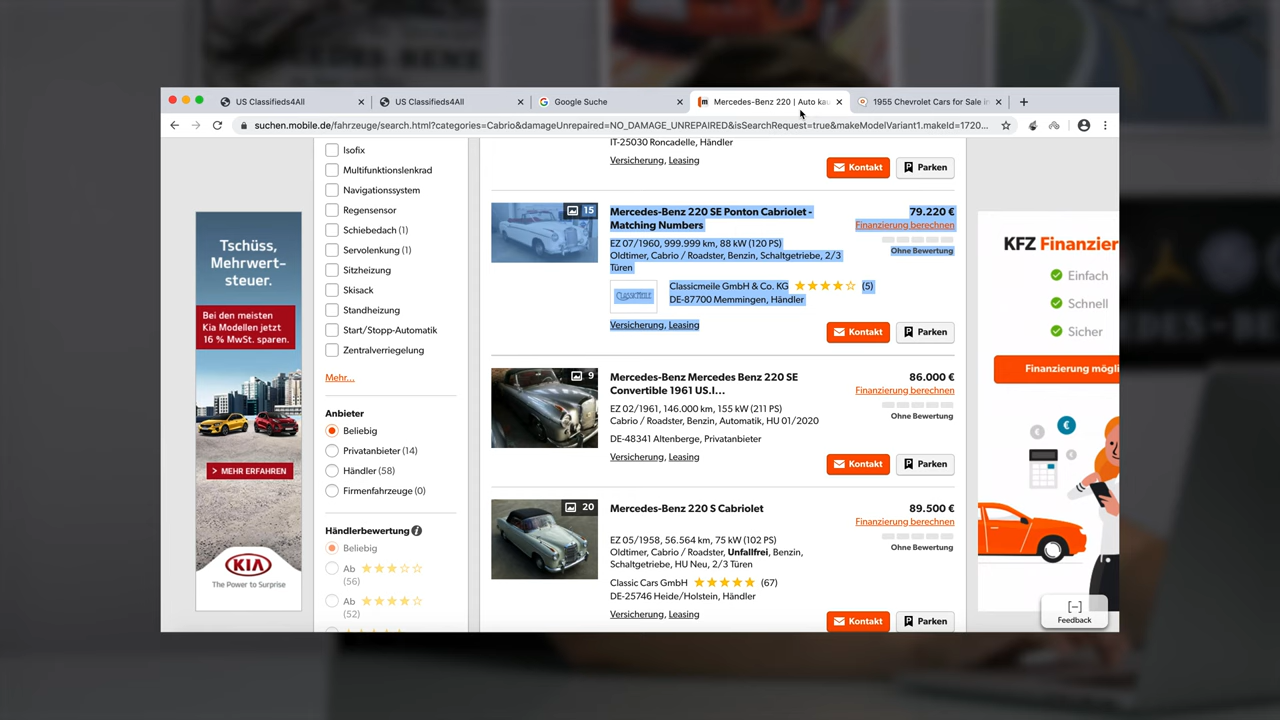 US Classifieds4All
US Classifieds4All
Google Suche
Mercedes-Benz 220 | Auto kau
1955 Chevrolet Cars for Sale in
suchen.mobile.de/fahrzeuge/search.html?categories=Cabrio&damageUnrepaired=NO_DAMAGE_UNREPAIRED&isSearchRequest=true&makeModelVariant1.makeId=1720...
Tschüss,
Mehrwert-
steuer.
Bei den meisten
Kia Modellen jetzt
16 % MwSt. sparen.
> MEHR ERFAHREN
KIA
The Power to Surprise
Isofix
Multifunktionslenkrad
Navigationssystem
Regensensor
Schiebedach (1)
Servolenkung (1)
Sitzheizung
Skisack
Standheizung
Start/Stopp-Automatik
Zentralverriegelung
Mehr...
Anbieter
Beliebig
Privatanbieter (14)
Händler (58)
Firmenfahrzeuge (0)
Händlerbewertung
Beliebig
Ab
(56)
Ab
(52)
IT-25030 Roncadelle, Händler
Versicherung, Leasing
Kontakt
Parken
15
Mercedes-Benz 220 SE Ponton Cabriolet -
Matching Numbers
79.220 €
Finanzierung berechnen
Ohne Bewertung
EZ 07/1960, 999.999 km, 88 kW (120 PS)
Oldtimer, Cabrio / Roadster, Benzin, Schaltgetriebe, 2/3
Türen
CLASSICMEILE
Classicmeile GmbH & Co. KG (5)
DE-87700 Memmingen, Händler
Versicherung, Leasing
Kontakt
Parken
9
Mercedes-Benz Mercedes Benz 220 SE
Convertible 1961 US.I...
86.000 €
Finanzierung berechnen
Ohne Bewertung
EZ 02/1961, 146.000 km, 155 kW (211 PS)
Cabrio / Roadster, Benzin, Automatik, HU 01/2020
DE-48341 Altenberge, Privatanbieter
Versicherung, Leasing
Kontakt
Parken
20
Mercedes-Benz 220 S Cabriolet
89.500 €
Finanzierung berechnen
Ohne Bewertung
EZ 05/1958, 56.564 km, 75 kW (102 PS)
Oldtimer, Cabrio / Roadster, Unfallfrei, Benzin,
Schaltgetriebe, HU Neu, 2/3 Türen
Classic Cars GmbH (67)
DE-25746 Heide/Holstein, Händler
Versicherung, Leasing
Kontakt
Parken
KFZ Finanzier
Einfach
Schnell
Sicher
Finanzierung mögli
[-]
Feedback